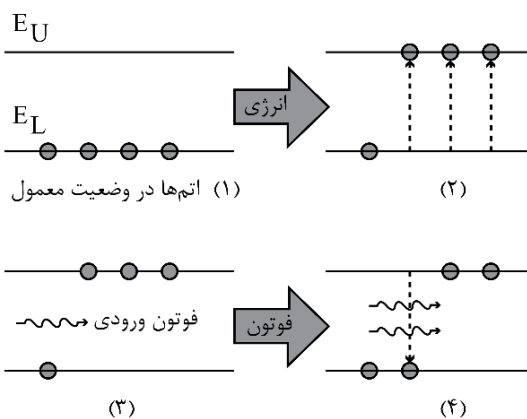 E_U
E_L
انرژی
(۱) اتم‌ها در وضعیت معمول
(۲)
فوتون ورودی
فوتون
(۳)
(۴)